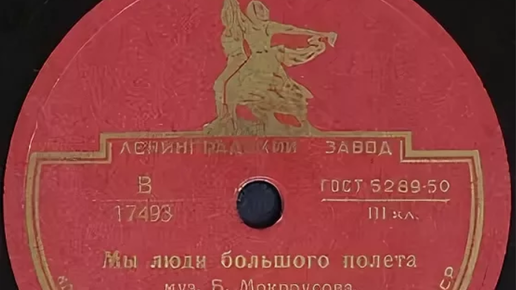 ЛЕНИНГРАДСКИЙ ЗАВОД
В ГОСТ 5289-50
17493 III кл.
Мы люди большого полета
муз. Б. Мокроусова